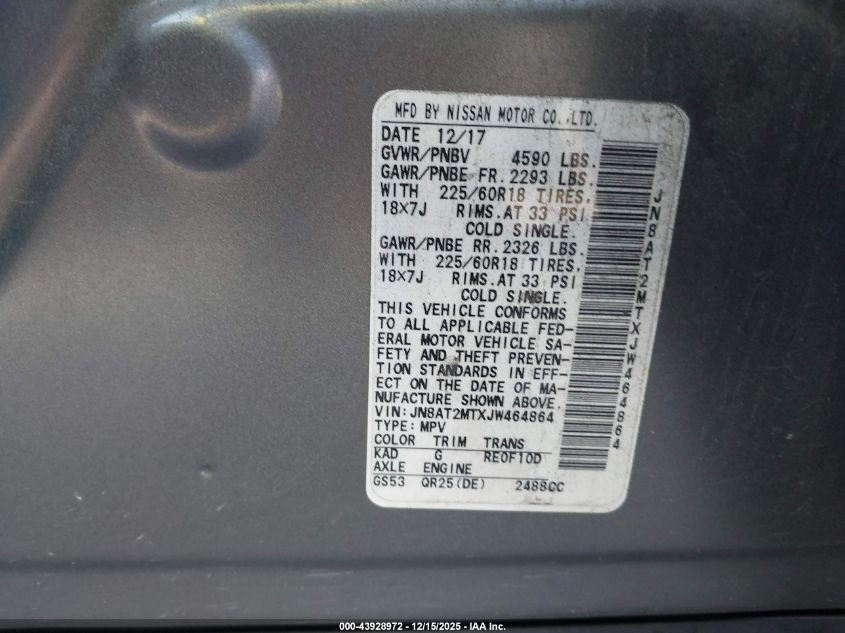 MFD BY NISSAN MOTOR CO.,LTD.
DATE 12/17
GVWR/PNBV 4590 LBS.
GAWR/PNBE FR. 2293 LBS.
WITH 225/60R18 TIRES,
18X7J RIMS.AT 33 PSI
COLD SINGLE.
GAWR/PNBE RR. 2326 LBS.
WITH 225/60R18 TIRES,
18X7J RIMS.AT 33 PSI
COLD SINGLE.
THIS VEHICLE CONFORMS
TO ALL APPLICABLE FED-
ERAL MOTOR VEHICLE SA-
FETY AND THEFT PREVEN-
TION STANDARDS IN EFF-
ECT ON THE DATE OF MA-
NUFACTURE SHOWN ABOVE.
VIN: JN8AT2MTXJW464864
TYPE: MPV
COLOR TRIM TRANS
KAD G RE0F10D
AXLE ENGINE
GS53 QR25(DE) 2488CC
JN8AT2MTXJW464864
000-43928972 - 12/15/2025 - IAA Inc.